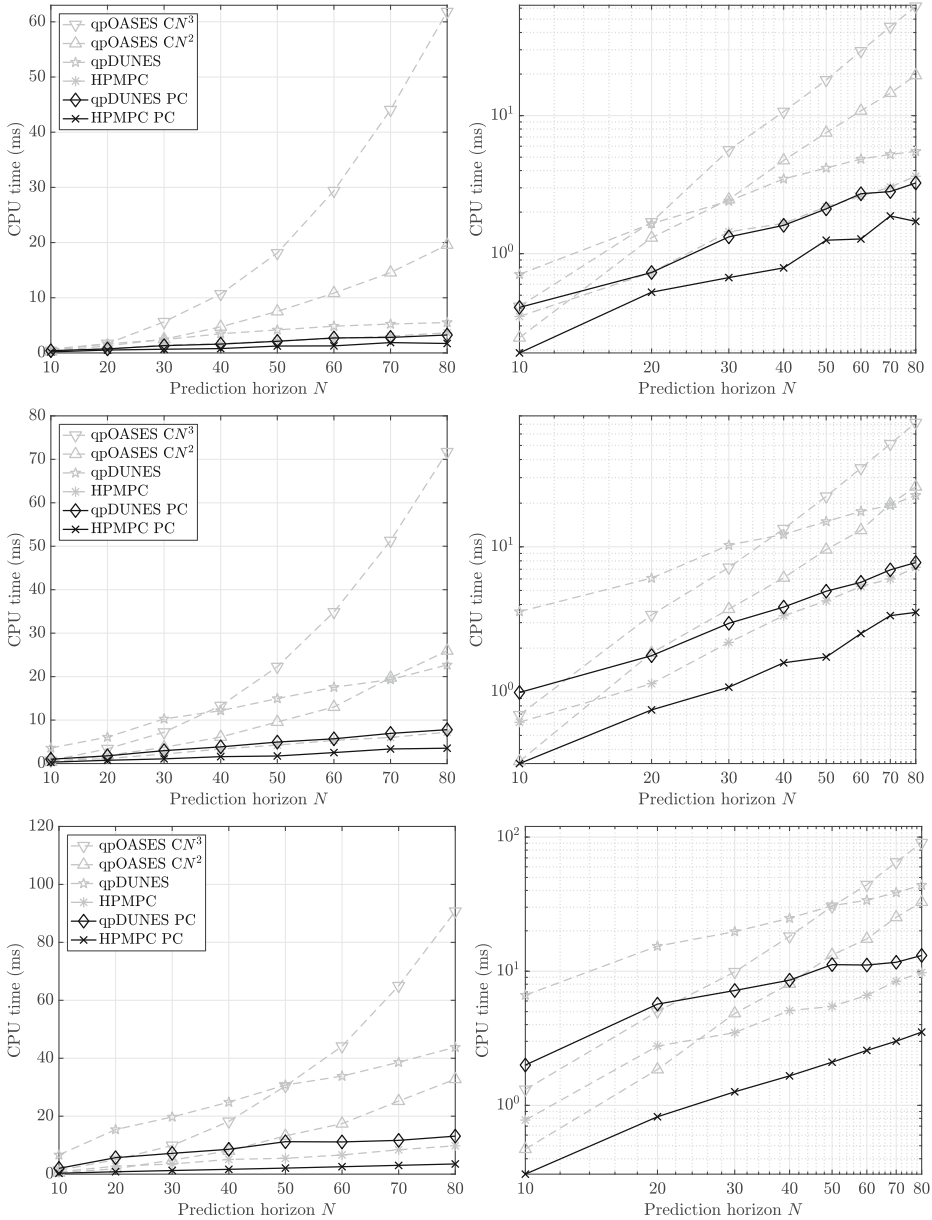 60
50
40
30
20
10
0
CPU time (ms)
qpOASES CN³
qpOASES CN²
qpDUNES
HPMPC
qpDUNES PC
HPMPC PC
10 20 30 40 50 60 70 80
Prediction horizon N
10¹
10⁰
CPU time (ms)
10 20 30 40 50 60 70 80
Prediction horizon N
80
70
60
50
40
30
20
10
0
CPU time (ms)
qpOASES CN³
qpOASES CN²
qpDUNES
HPMPC
qpDUNES PC
HPMPC PC
10 20 30 40 50 60 70 80
Prediction horizon N
10¹
10⁰
CPU time (ms)
10 20 30 40 50 60 70 80
Prediction horizon N
120
100
80
60
40
20
0
CPU time (ms)
qpOASES CN³
qpOASES CN²
qpDUNES
HPMPC
qpDUNES PC
HPMPC PC
10 20 30 40 50 60 70 80
Prediction horizon N
10²
10¹
10⁰
CPU time (ms)
10 20 30 40 50 60 70 80
Prediction horizon N